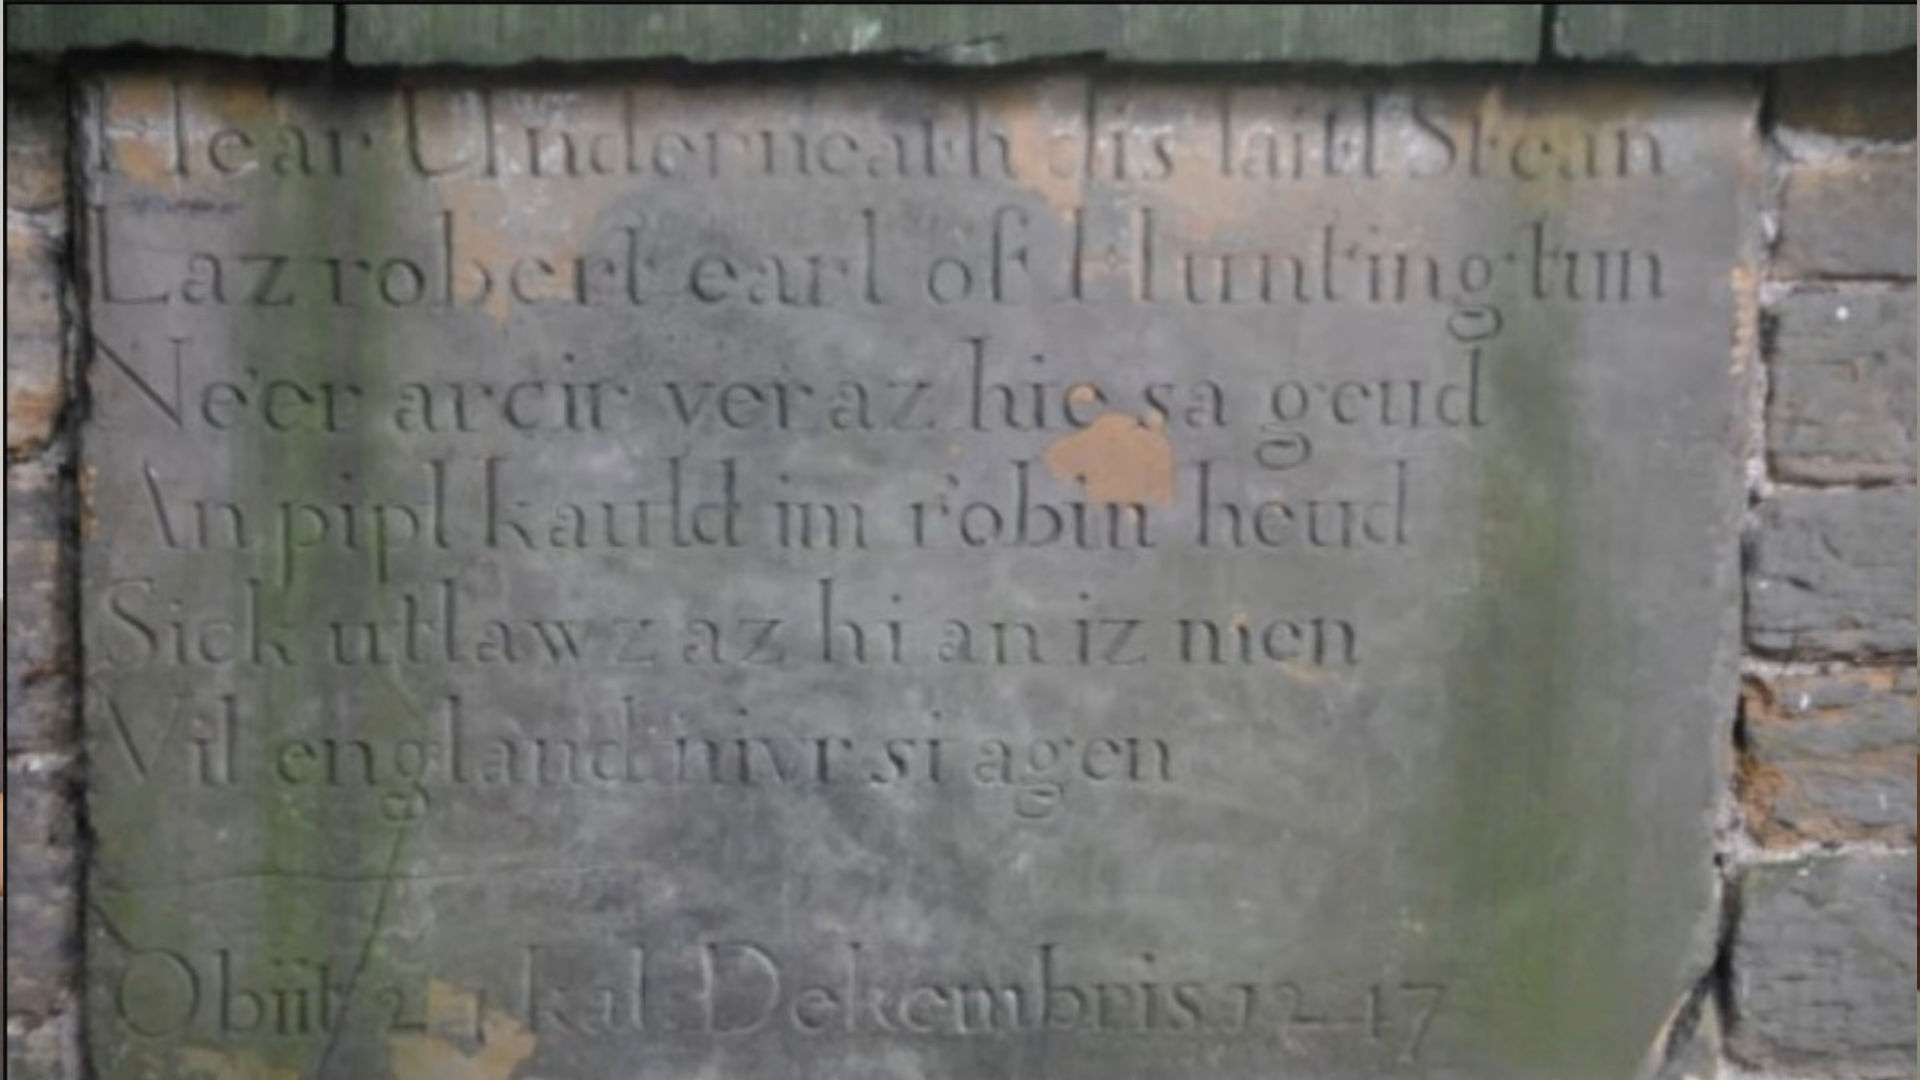 Hear Underneath dis laitl Stean
Laz robert earl of Huntingtun
Ne'er arcir ver az hie sa geud
An pipl kauld im robin heud
Sick utlawz az hi an iz men
Vil england nivr si agen
Obiit 24 kal Dekembris 1247